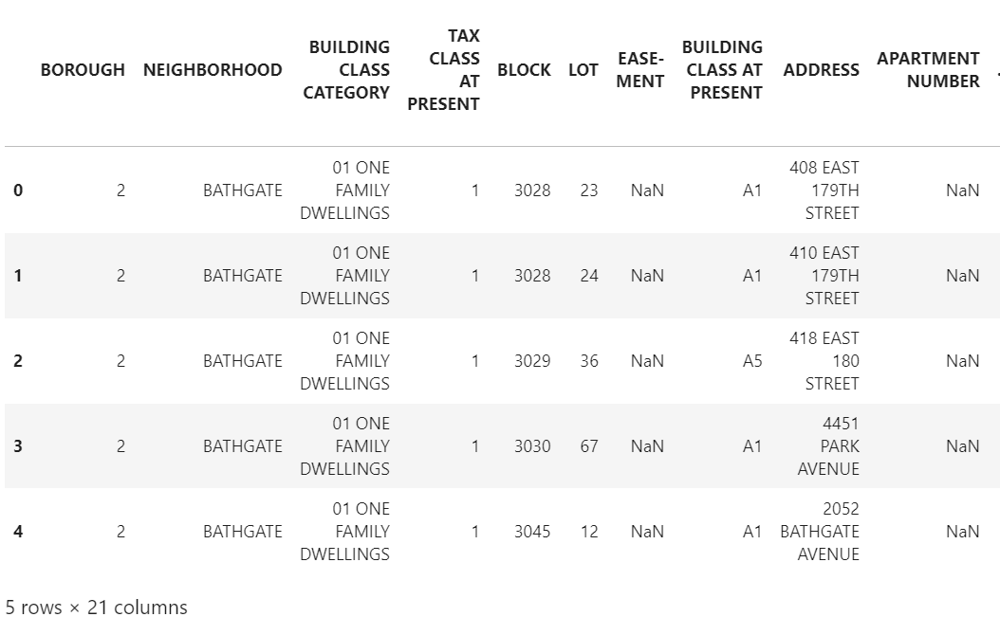 BOROUGH NEIGHBORHOOD BUILDING CLASS CATEGORY TAX CLASS AT PRESENT BLOCK LOT EASE-MENT BUILDING CLASS AT PRESENT ADDRESS APARTMENT NUMBER
0 2 BATHGATE 01 ONE FAMILY DWELLINGS 1 3028 23 NaN A1 408 EAST 179TH STREET NaN
1 2 BATHGATE 01 ONE FAMILY DWELLINGS 1 3028 24 NaN A1 410 EAST 179TH STREET NaN
2 2 BATHGATE 01 ONE FAMILY DWELLINGS 1 3029 36 NaN A5 418 EAST 180 STREET NaN
3 2 BATHGATE 01 ONE FAMILY DWELLINGS 1 3030 67 NaN A1 4451 PARK AVENUE NaN
4 2 BATHGATE 01 ONE FAMILY DWELLINGS 1 3045 12 NaN A1 2052 BATHGATE AVENUE NaN
5 rows × 21 columns